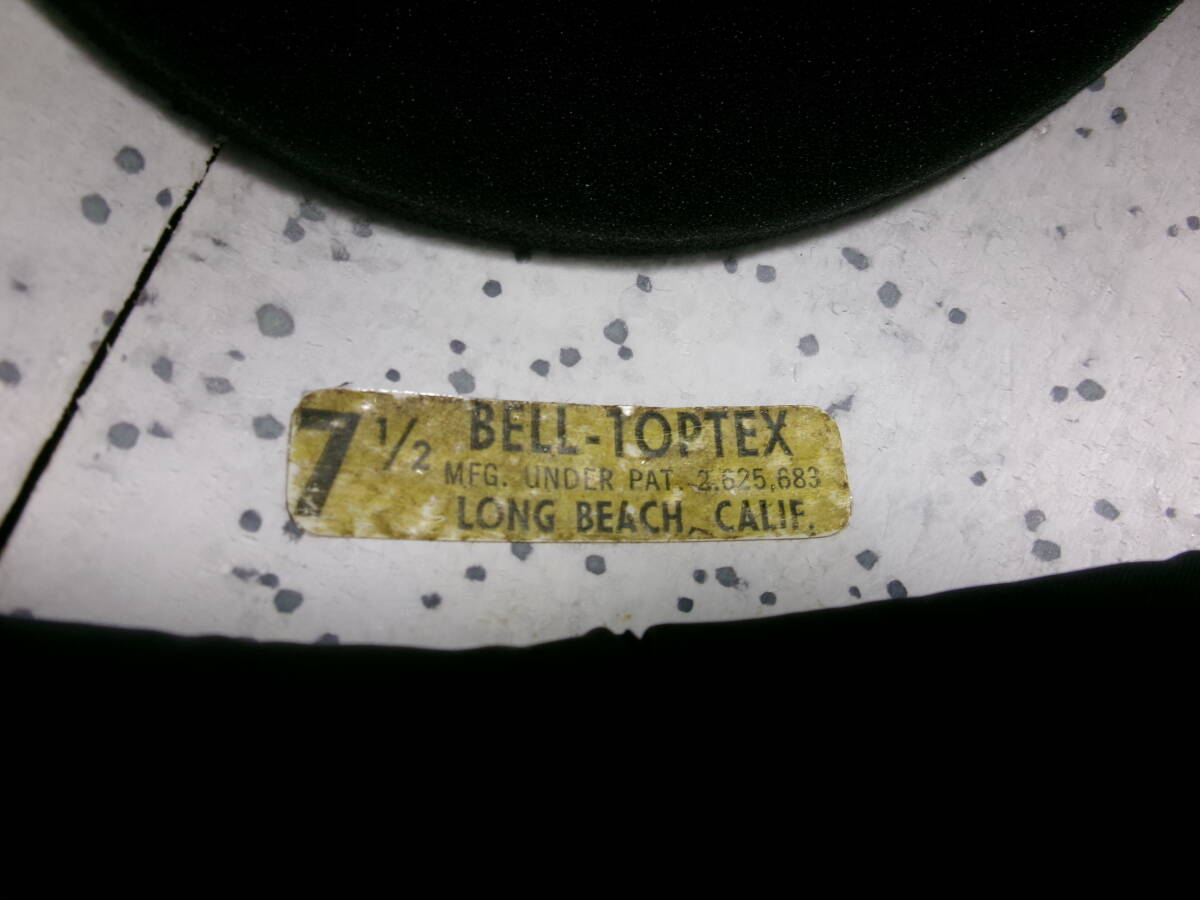 7 1/2 BELL-TOPTEX
MFG. UNDER PAT. 2,625,683
LONG BEACH, CALIF.